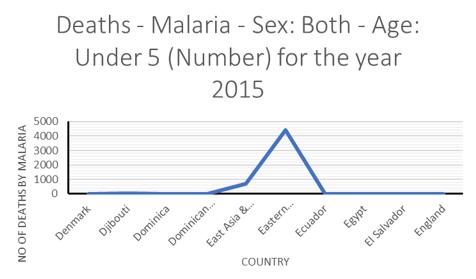 Deaths - Malaria - Sex: Both - Age:
Under 5 (Number) for the year
2015
NO OF DEATHS BY MALARIA
5000
4000
3000
2000
1000
0
Denmark
Djibouti
Dominica
Dominican…
East Asia &…
Eastern…
Ecuador
Egypt
El Salvador
England
COUNTRY